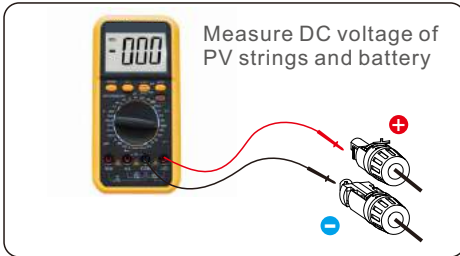 -000
Measure DC voltage of
PV strings and battery
+
-